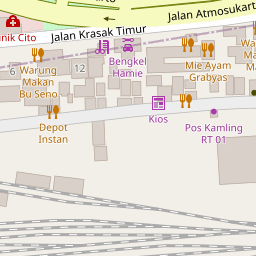 Jalan Atmosukart
Jalan Krasak Timur
nik Cito
6
12
Warung
Makan
Bu Seno
Bengkel
Hamie
Mie Ayam
Grabyas
Wa
M
M
Depot
Instan
Kios
Pos Kamling
RT 01